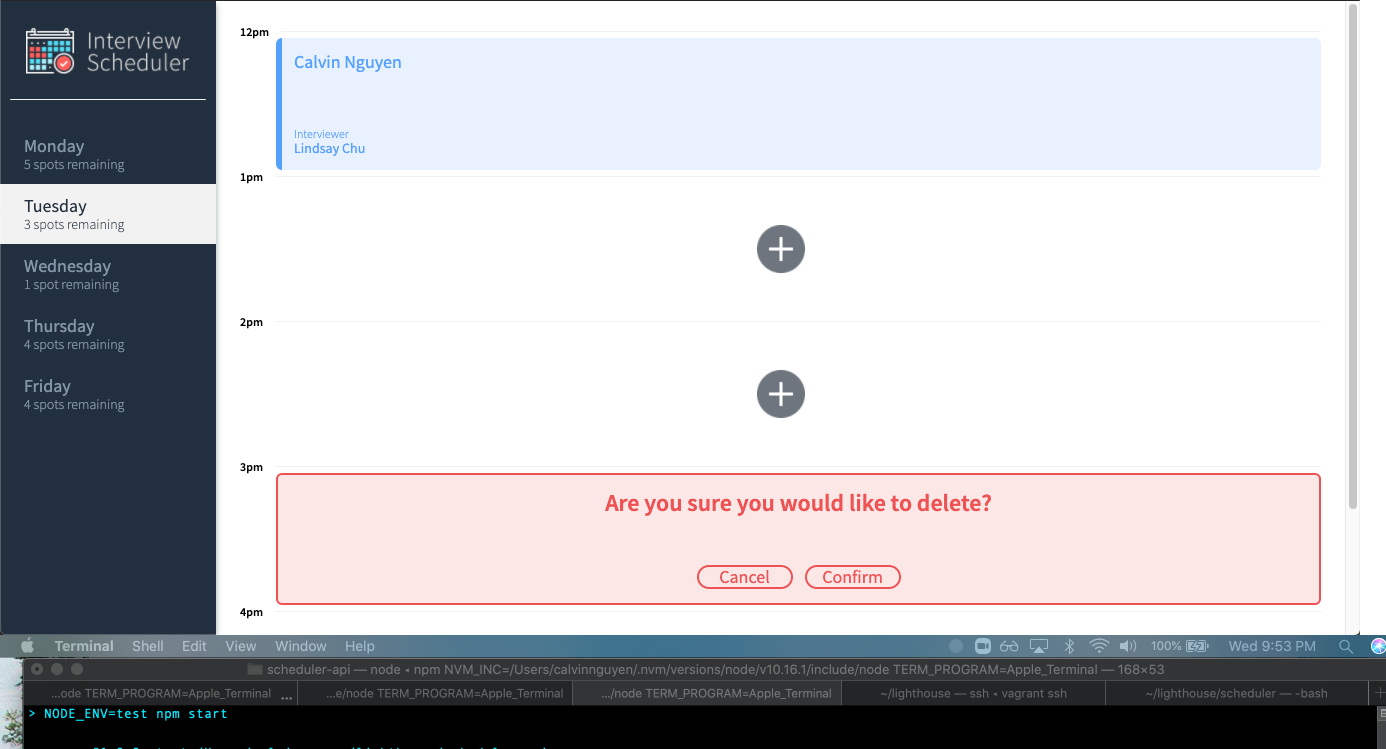 Interview
Scheduler
Monday
5 spots remaining
Tuesday
3 spots remaining
Wednesday
1 spot remaining
Thursday
4 spots remaining
Friday
4 spots remaining
12pm
Calvin Nguyen
Interviewer
Lindsay Chu
1pm
2pm
3pm
Are you sure you would like to delete?
Cancel Confirm
4pm
Terminal Shell Edit View Window Help 100% Wed 9:53 PM
scheduler-api — node ◂ npm NVM_INC=/Users/calvinnguyen/.nvm/versions/node/v10.16.1/include/node TERM_PROGRAM=Apple_Terminal — 168×53
...ode TERM_PROGRAM=Apple_Terminal ... ...e/node TERM_PROGRAM=Apple_Terminal .../node TERM_PROGRAM=Apple_Terminal ~/lighthouse — ssh ◂ vagrant ssh ~/lighthouse/scheduler — -bash
> NODE_ENV=test npm start